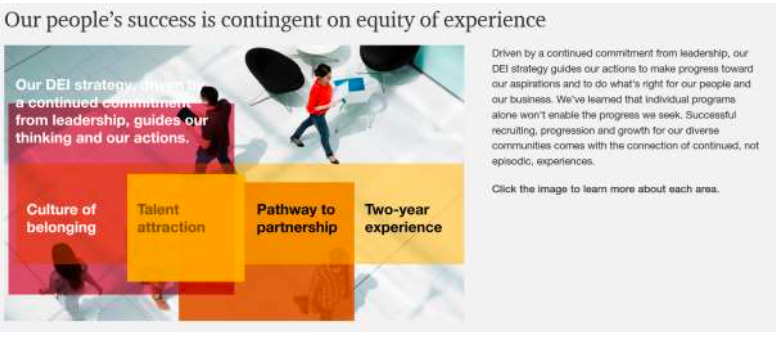 Our people's success is contingent on equity of experience
Our DEI strategy, driven by
a continued commitment
from leadership, guides our
thinking and our actions.
Culture of
belonging
Talent
attraction
Pathway to
partnership
Two-year
experience
Driven by a continued commitment from leadership, our
DEI strategy guides our actions to make progress toward
our aspirations and to do what's right for our people and
our business. We've learned that individual programs
alone won't enable the progress we seek. Successful
recruiting, progression and growth for our diverse
communities comes with the connection of continued, not
episodic, experiences.
Click the image to learn more about each area.